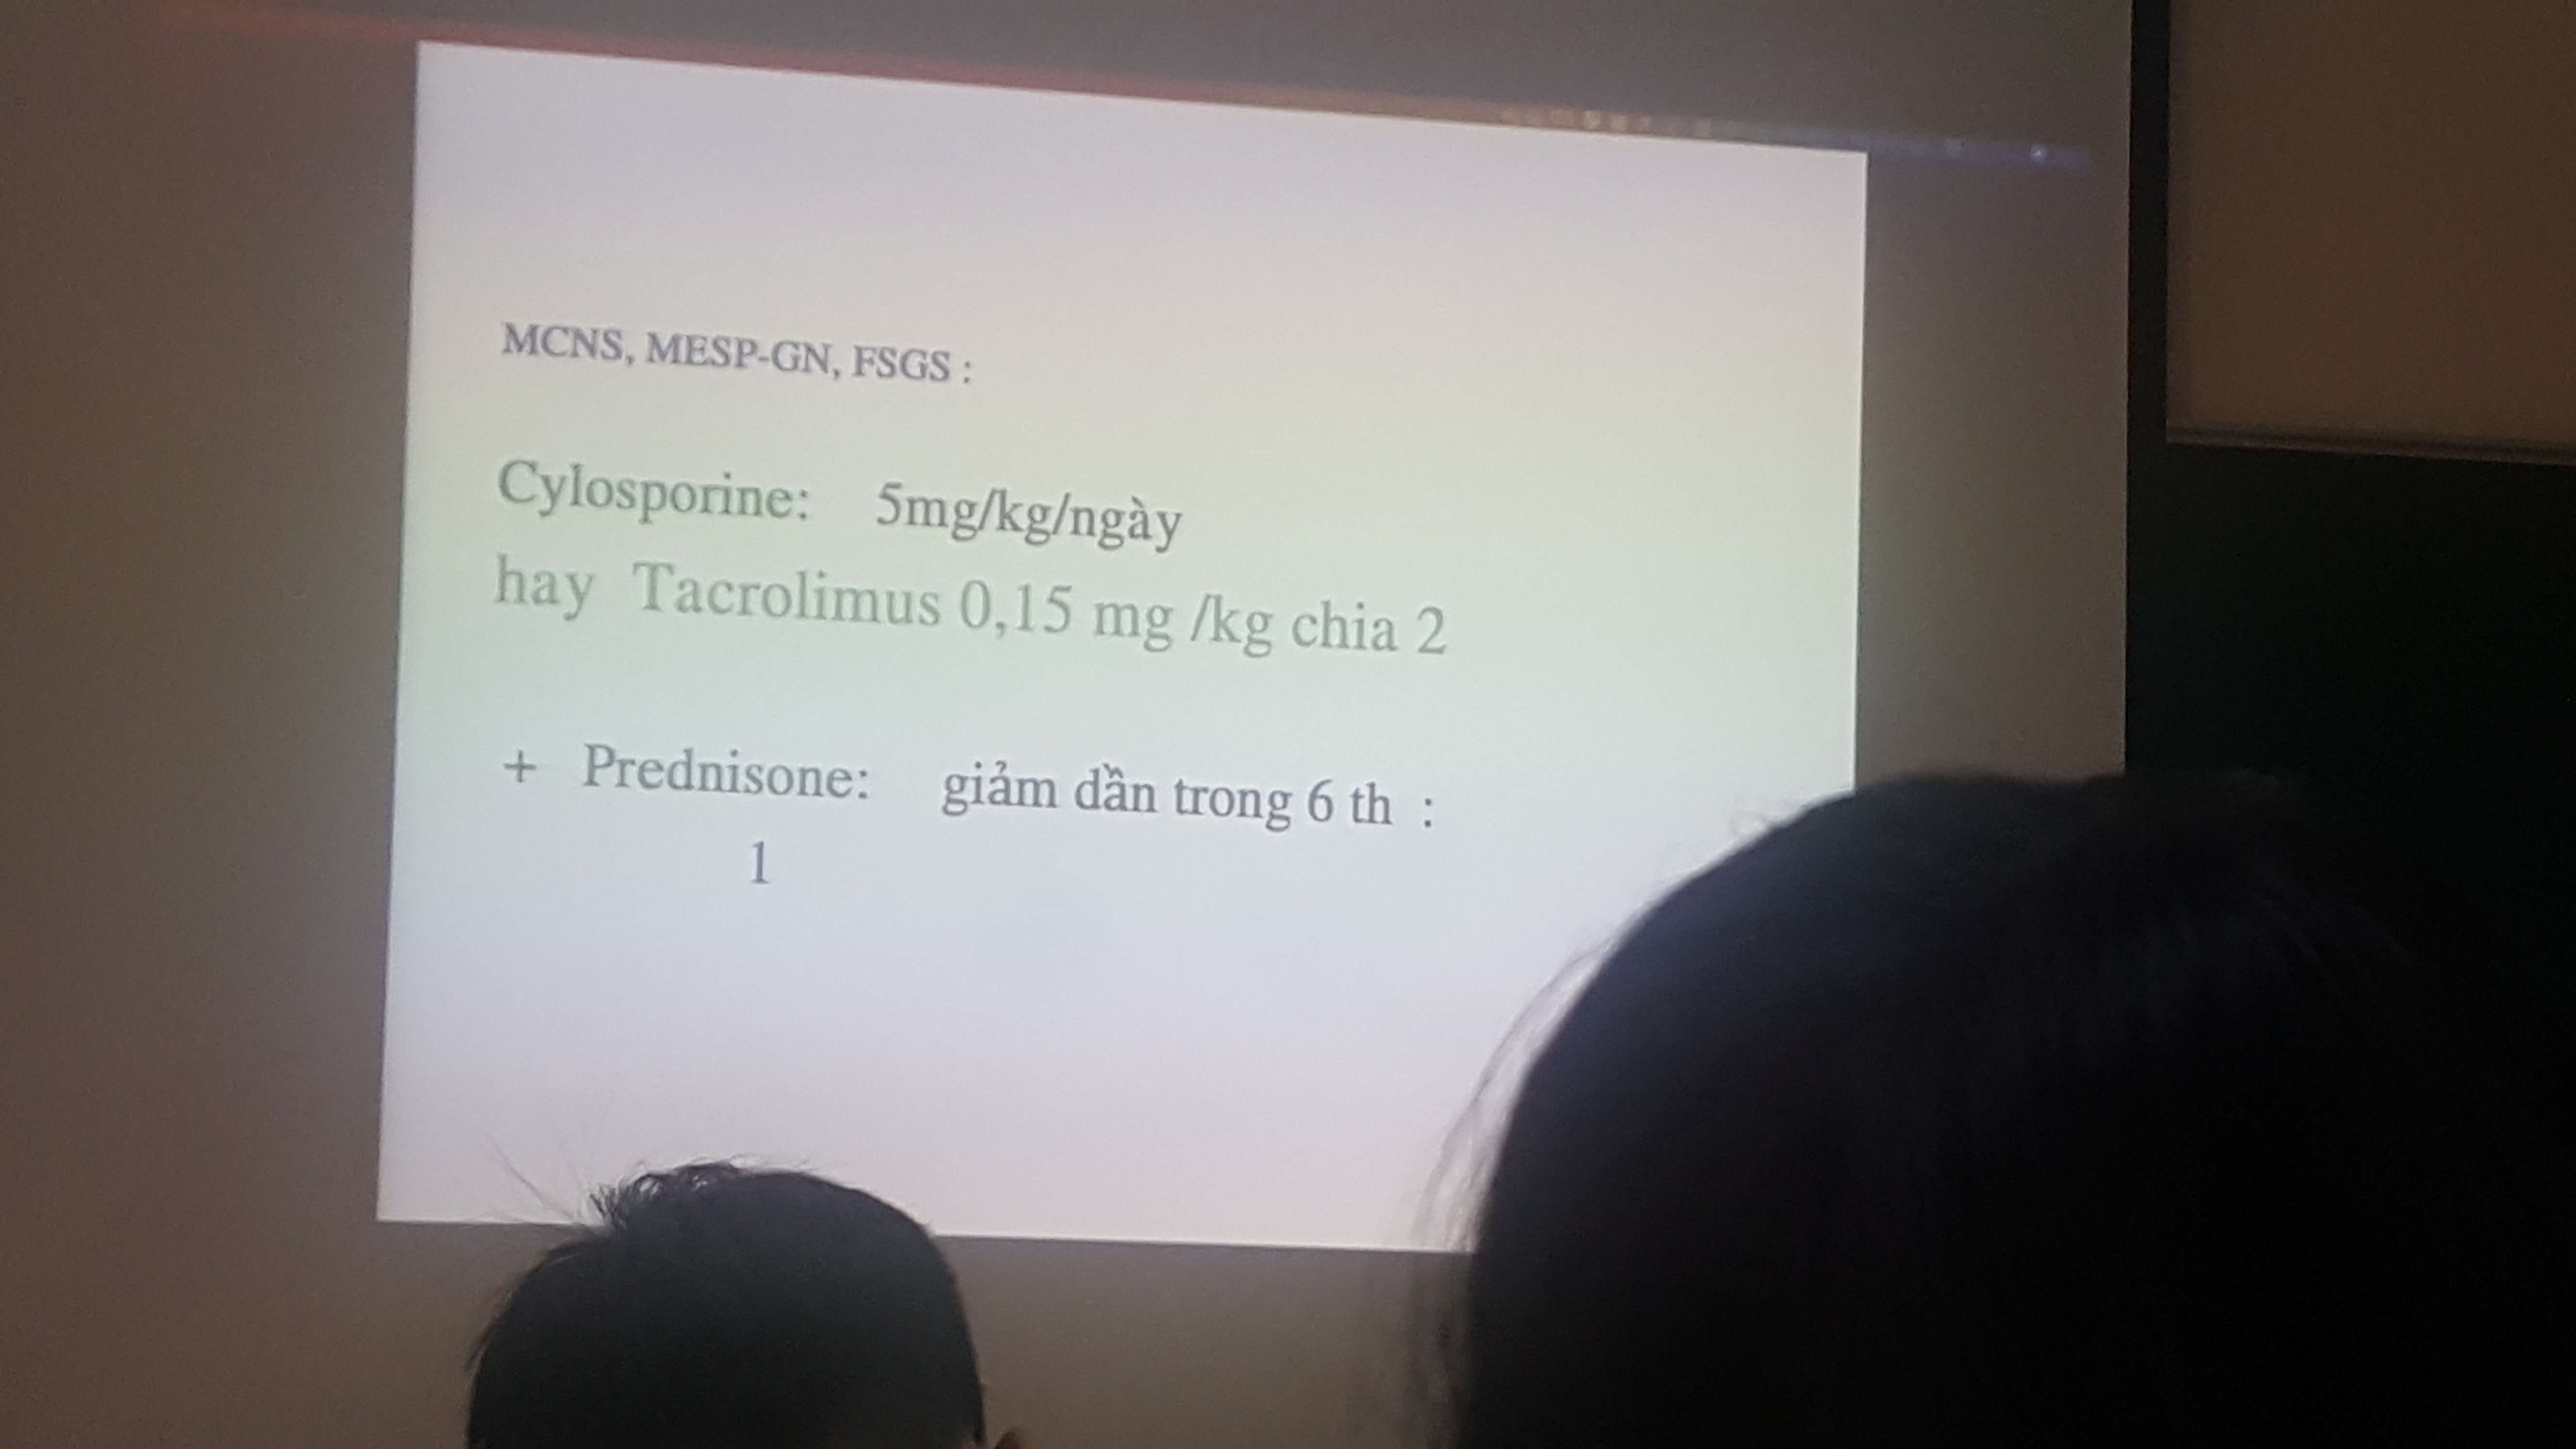 MCNS, MESP-GN, FSGS :
Cylosporine: 5mg/kg/ngày
hay Tacrolimus 0,15 mg /kg chia 2
+ Prednisone: giảm dần trong 6 th :
1